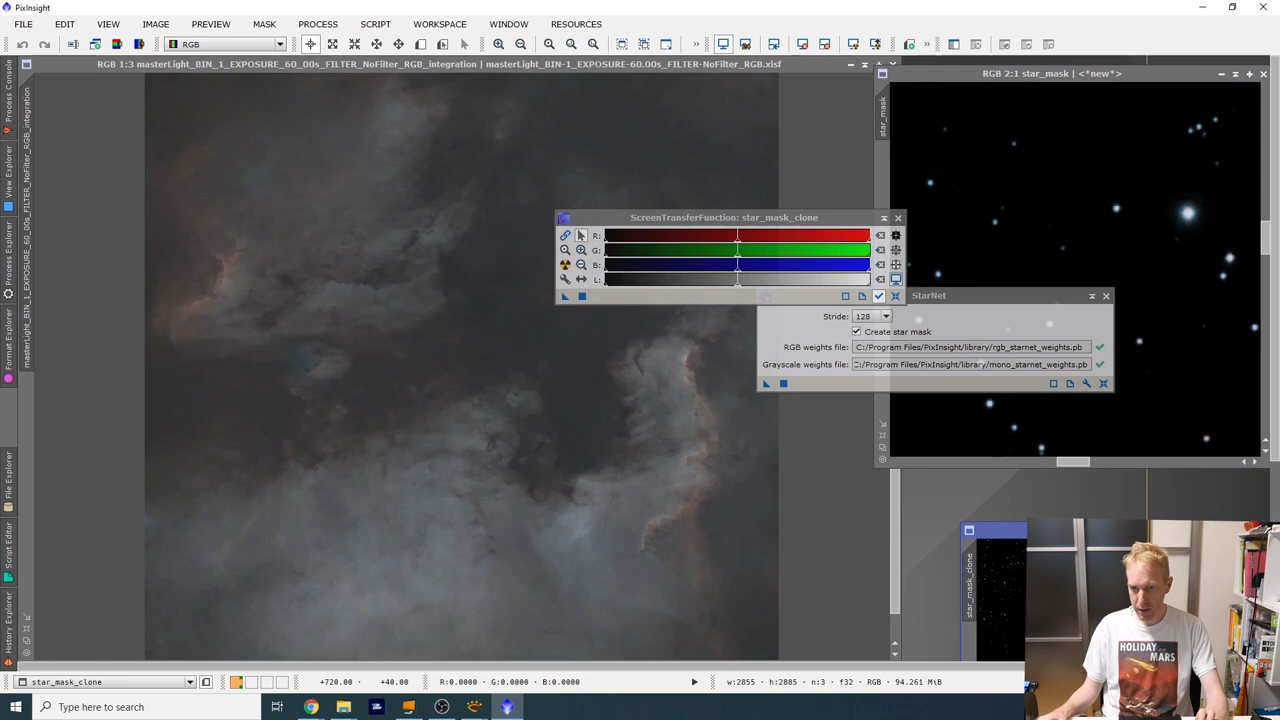 PixInsight
FILE EDIT VIEW IMAGE PREVIEW MASK PROCESS SCRIPT WORKSPACE WINDOW RESOURCES
RGB
RGB 1:3 masterLight_BIN_1_EXPOSURE_60_00s_FILTER_NoFilter_RGB_integration | masterLight_BIN-1_EXPOSURE-60.00s_FILTER-NoFilter_RGB.xisf
RGB 2:1 star_mask | <*new*>
Process Console
View Explorer
Process Explorer
Format Explorer
File Explorer
Script Editor
History Explorer
masterLight_BIN_1_EXPOSURE_60_00s_FILTER_NoFilter_RGB_integration
star_mask
ScreenTransferFunction: star_mask_clone
R:
G:
B:
L:
StarNet
Stride: 128
Create star mask
RGB weights file: C:/Program Files/PixInsight/library/rgb_starnet_weights.pb
Grayscale weights file: C:/Program Files/PixInsight/library/mono_starnet_weights.pb
star_mask_clone
HOLIDAY
ON
MARS
star_mask_clone +720.00 +40.00 R:0.0000 G:0.0000 B:0.0000 w:2855 h:2885 n:3 f32 RGB 94.261 MiB
Type here to search